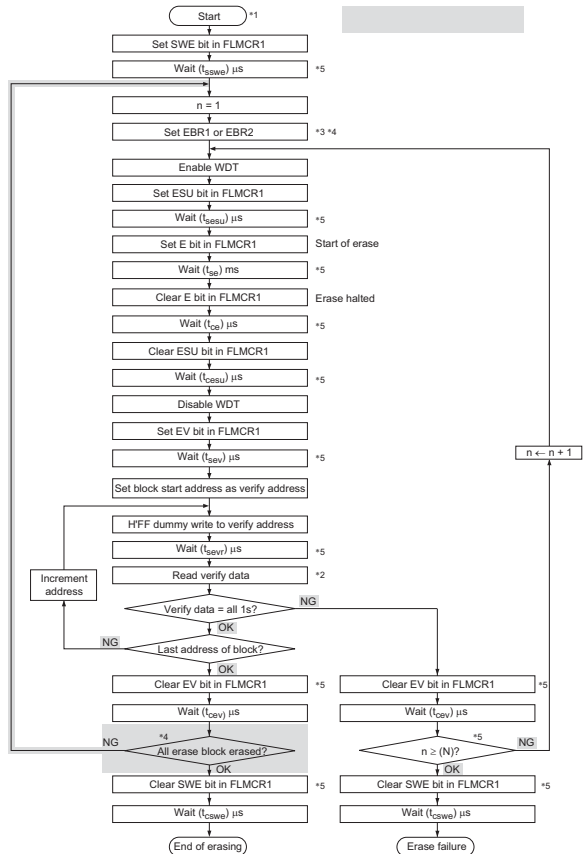 Start *1
Set SWE bit in FLMCR1
Wait (tsswe) μs *5
n = 1
Set EBR1 or EBR2 *3 *4
Enable WDT
Set ESU bit in FLMCR1
Wait (tsesu) μs *5
Set E bit in FLMCR1 Start of erase
Wait (tse) ms *5
Clear E bit in FLMCR1 Erase halted
Wait (tce) μs *5
Clear ESU bit in FLMCR1
Wait (tcesu) μs *5
Disable WDT
Set EV bit in FLMCR1
Wait (tsev) μs *5
n ← n + 1
Set block start address as verify address
H'FF dummy write to verify address
Wait (tsevr) μs *5
Read verify data *2
Increment
address
Verify data = all 1s? NG
OK
NG Last address of block?
OK
Clear EV bit in FLMCR1 *5
Wait (tcev) μs
*4
NG All erase block erased?
OK
Clear SWE bit in FLMCR1 *5
Wait (tcswe) μs
End of erasing
Clear EV bit in FLMCR1 *5
Wait (tcev) μs
*5
n ≥ (N)? NG
OK
Clear SWE bit in FLMCR1 *5
Wait (tcswe) μs
Erase failure